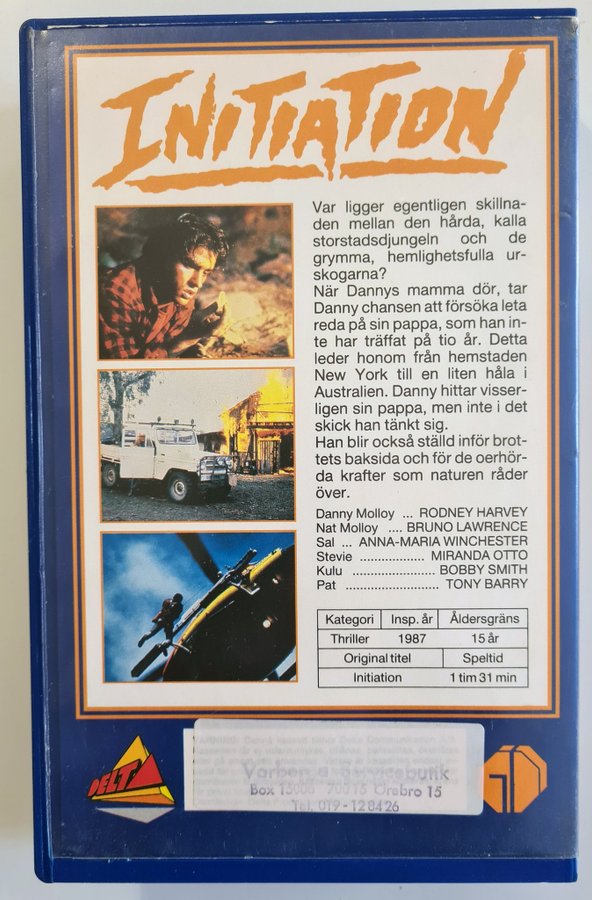 INITIATION
Var ligger egentligen skillna-
den mellan den hårda, kalla
storstadsdjungeln och de
grymma, hemlighetsfulla ur-
skogarna?
När Dannys mamma dör, tar
Danny chansen att försöka leta
reda på sin pappa, som han in-
te har träffat på tio år. Detta
leder honom från hemstaden
New York till en liten håla i
Australien. Danny hittar visser-
ligen sin pappa, men inte i det
skick han tänkt sig.
Han blir också ställd inför brot-
tets baksida och för de oerhör-
da krafter som naturen råder
över.
Danny Molloy ... RODNEY HARVEY
Nat Molloy .... BRUNO LAWRENCE
Sal ... ANNA-MARIA WINCHESTER
Stevie ..................... MIRANDA OTTO
Kulu ........................... BOBBY SMITH
Pat ............................... TONY BARRY
Kategori Insp. år Åldersgräns
Thriller 1987 15 år
Originaltitel Speltid
Initiation 1 tim 31 min
DELTA
Servicebutik
Box 15008 70015 Örebro 15
Tel. 019-128426